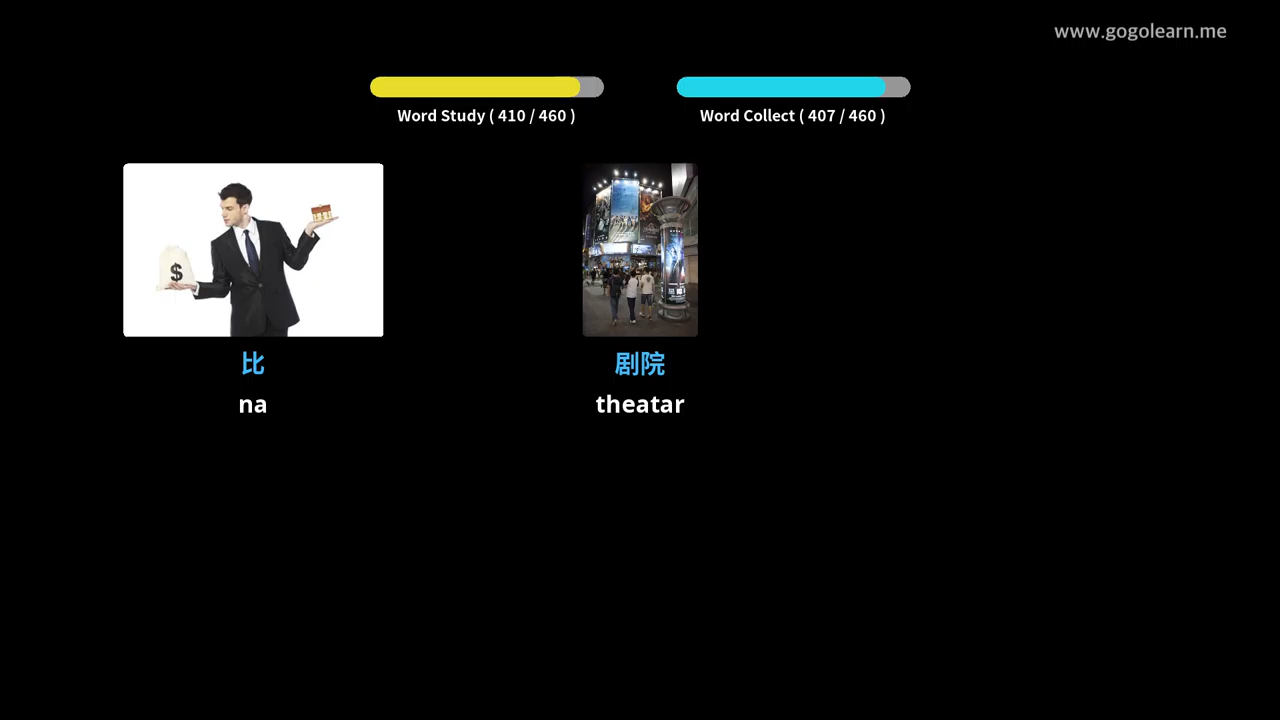 www.gogolearn.me
Word Study ( 410 / 460 )
Word Collect ( 407 / 460 )
比
na
剧院
theatar